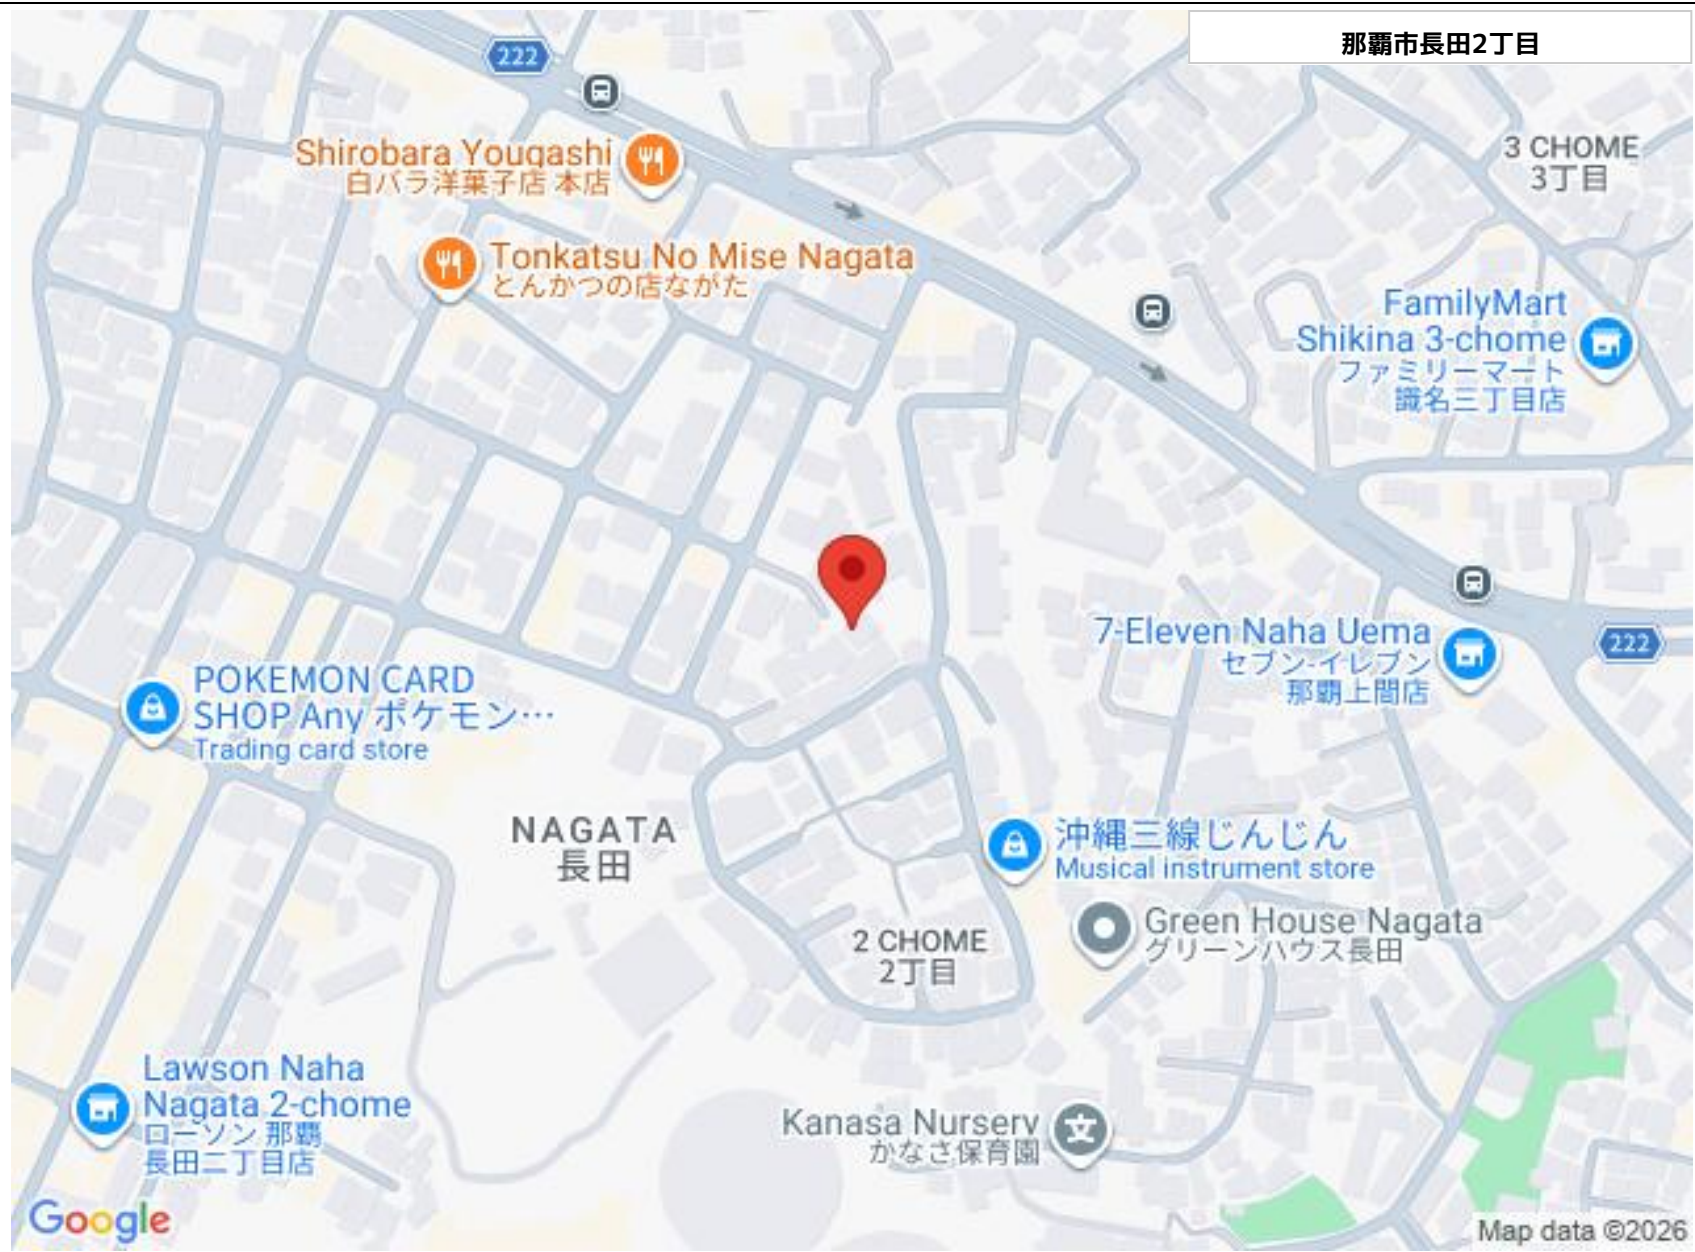 那覇市長田2丁目
222
3 CHOME
3丁目
Shirobara Yougashi
白バラ洋菓子店 本店
Tonkatsu No Mise Nagata
とんかつの店ながた
FamilyMart
Shikina 3-chome
ファミリーマート
識名三丁目店
7-Eleven Naha Uema
セブン-イレブン
那覇上間店
222
POKEMON CARD
SHOP Any ポケモン…
Trading card store
NAGATA
長田
沖縄三線じんじん
Musical instrument store
Green House Nagata
グリーンハウス長田
2 CHOME
2丁目
Lawson Naha
Nagata 2-chome
ローソン 那覇
長田二丁目店
Kanasa Nursery
かなさ保育園
文
Google
Map data ©2026